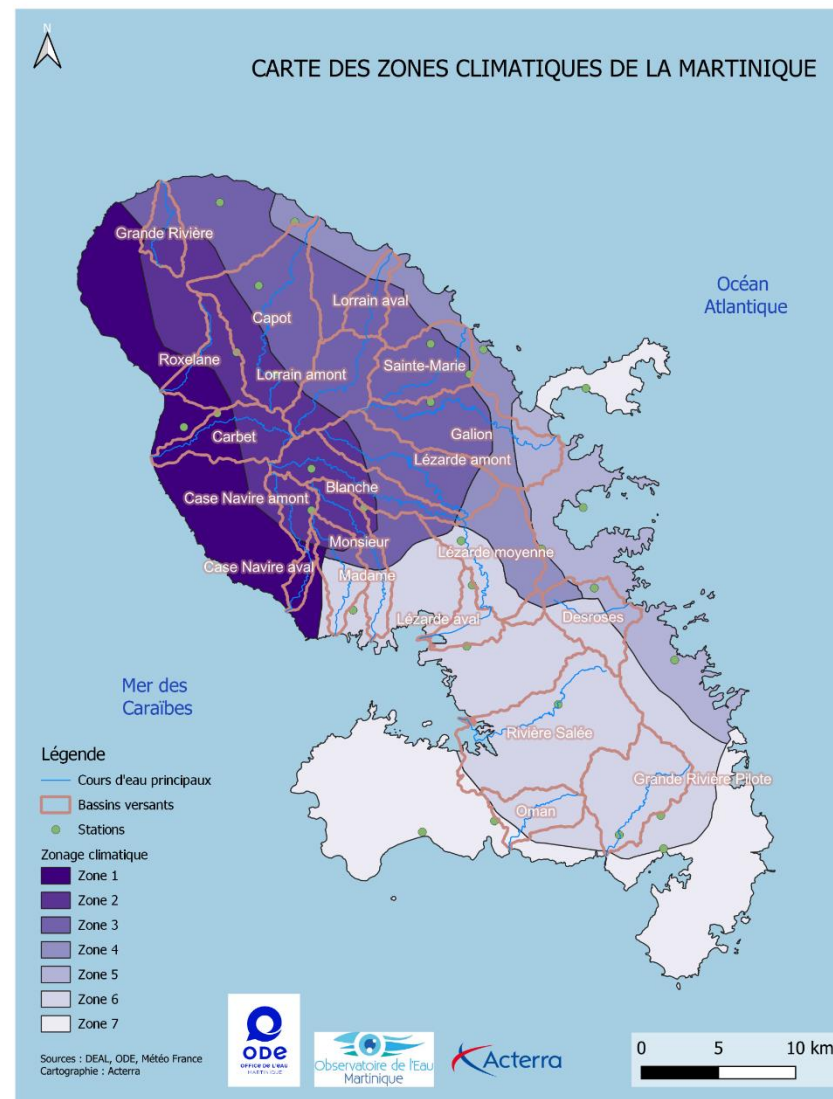 N
CARTE DES ZONES CLIMATIQUES DE LA MARTINIQUE
Grande Rivière
Océan
Atlantique
Lorrain aval
Capot
Roxelane
Sainte-Marie
Lorrain amont
Galion
Carbet
Lézarde amont
Blanche
Case Navire amont
Monsieur
Lézarde moyenne
Case Navire aval
Madame
Lézarde aval
Desroses
Mer des
Caraïbes
Rivière Salée
Grande Rivière Pilote
Oman
Légende
Cours d'eau principaux
Bassins versants
Stations
Zonage climatique
Zone 1
Zone 2
Zone 3
Zone 4
Zone 5
Zone 6
Zone 7
Sources : DEAL, ODE, Météo France
Cartographie : Acterra
ODE
OFFICE DE L'EAU
MARTINIQUE
Observatoire de l'Eau
Martinique
Acterra
0 5 10 km